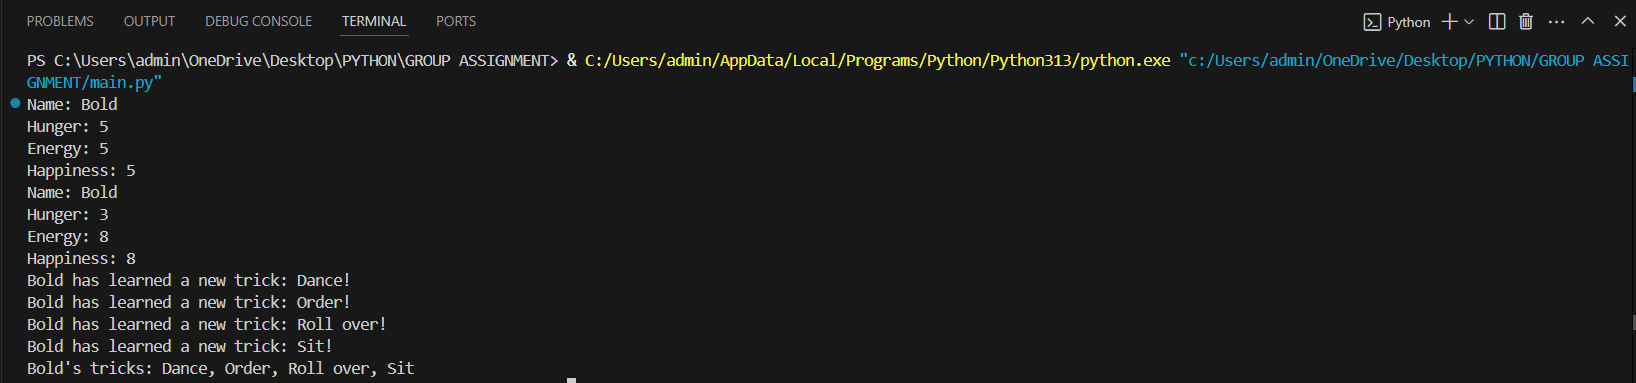 PROBLEMS OUTPUT DEBUG CONSOLE TERMINAL PORTS Python
PS C:\Users\admin\OneDrive\Desktop\PYTHON\GROUP ASSIGNMENT> & C:/Users/admin/AppData/Local/Programs/Python/Python313/python.exe "c:/Users/admin/OneDrive/Desktop/PYTHON/GROUP ASSI
GNMENT/main.py"
Name: Bold
Hunger: 5
Energy: 5
Happiness: 5
Name: Bold
Hunger: 3
Energy: 8
Happiness: 8
Bold has learned a new trick: Dance!
Bold has learned a new trick: Order!
Bold has learned a new trick: Roll over!
Bold has learned a new trick: Sit!
Bold's tricks: Dance, Order, Roll over, Sit